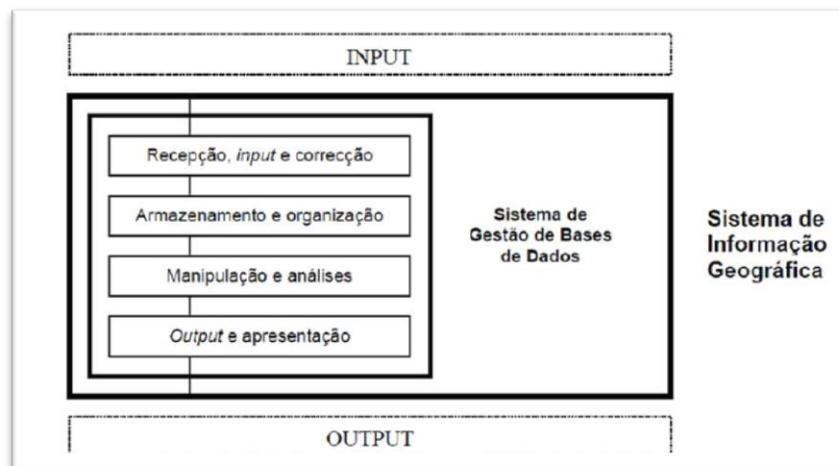 INPUT
Recepção, input e correcção
Armazenamento e organização
Manipulação e análises
Output e apresentação
Sistema de
Gestão de Bases
de Dados
Sistema de
Informação
Geográfica
OUTPUT